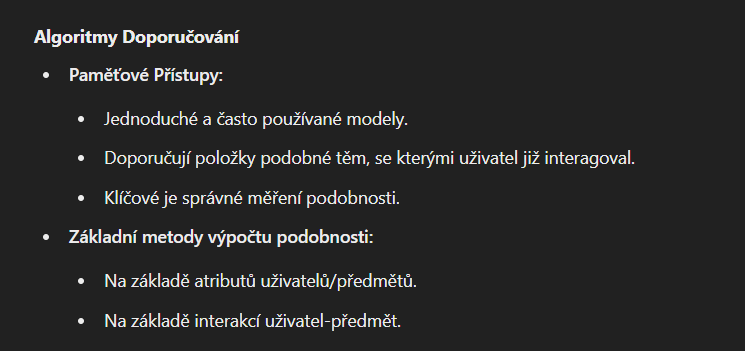 Algoritmy Doporučování
• Paměťové Přístupy:
• Jednoduché a často používané modely.
• Doporučují položky podobné těm, se kterými uživatel již interagoval.
• Klíčové je správné měření podobnosti.
• Základní metody výpočtu podobnosti:
• Na základě atributů uživatelů/předmětů.
• Na základě interakcí uživatel-předmět.